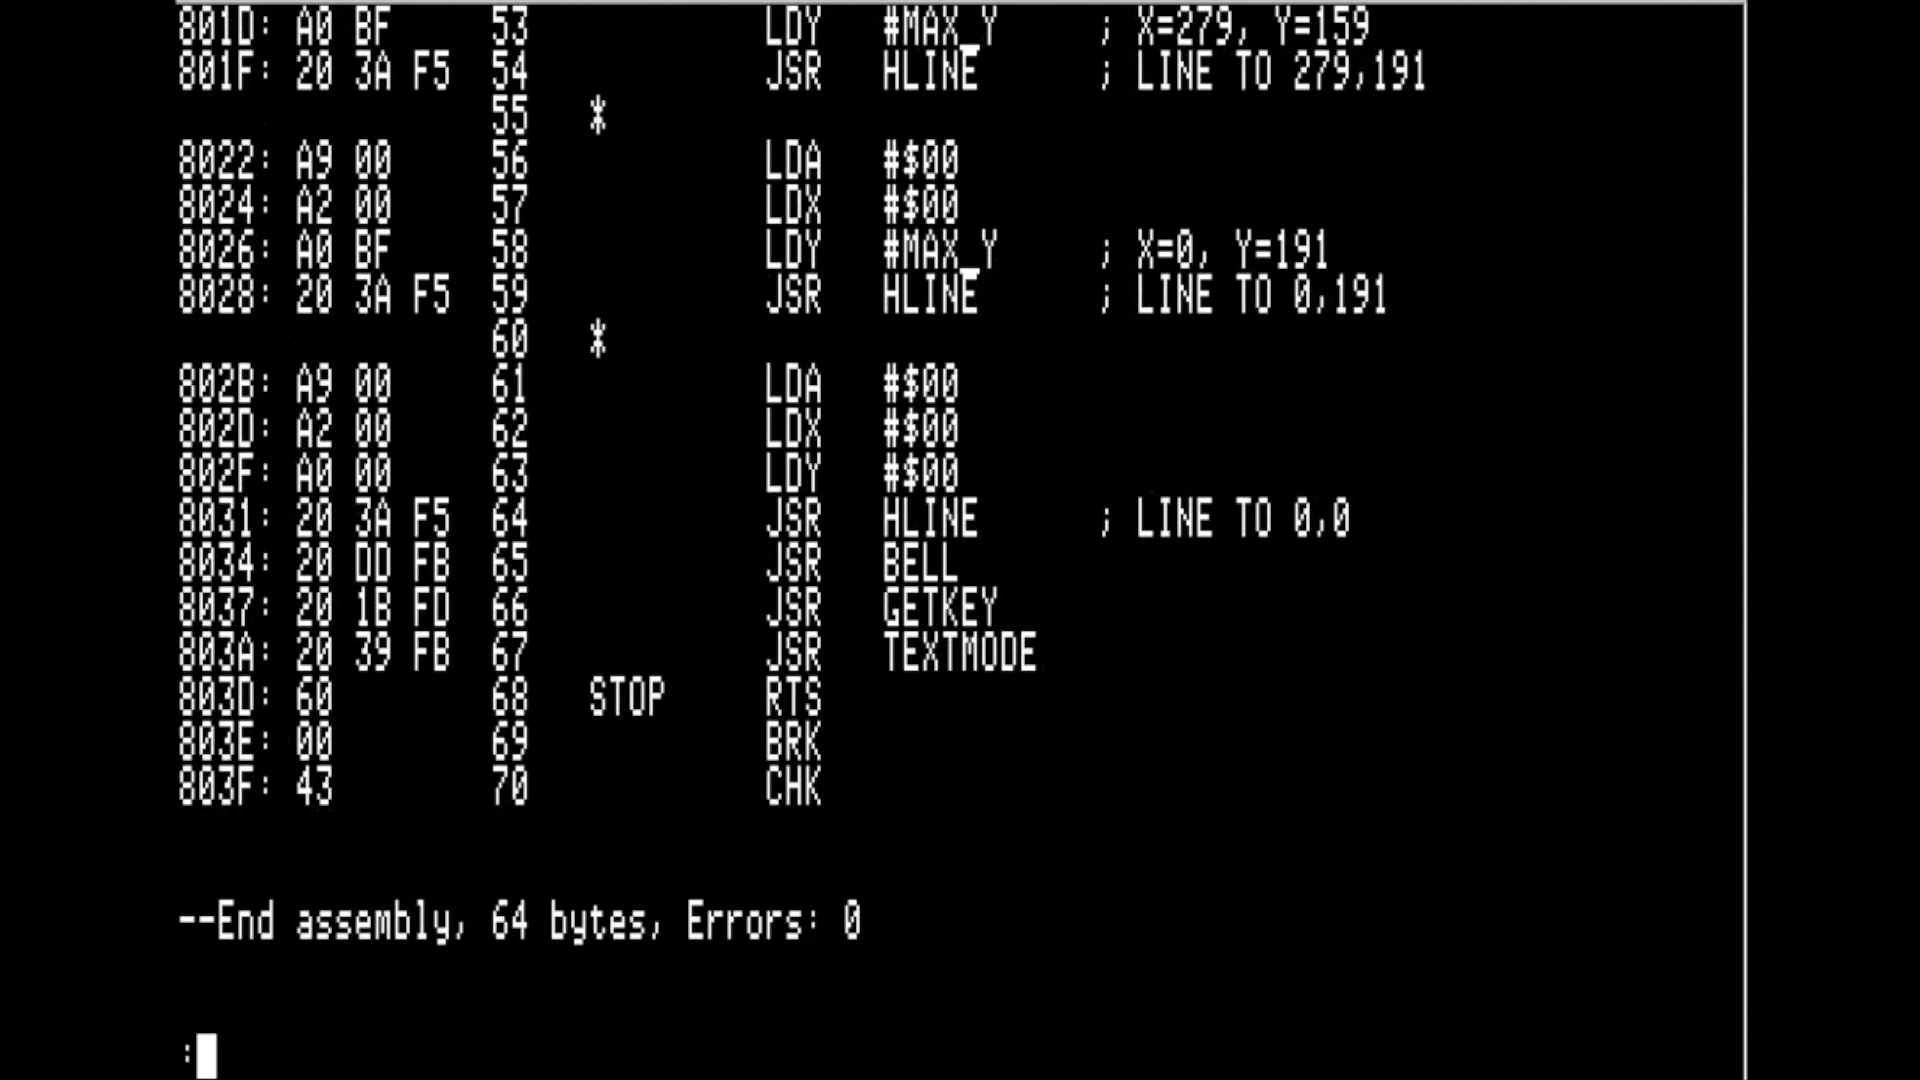 801D: A0 BF 53 LDY #MAX_Y ; X=279, Y=159
801F: 20 3A F5 54 JSR HLINE ; LINE TO 279,191
55 *
8022: A9 00 56 LDA #$00
8024: A2 00 57 LDX #$00
8026: A0 BF 58 LDY #MAX_Y ; X=0, Y=191
8028: 20 3A F5 59 JSR HLINE ; LINE TO 0,191
60 *
802B: A9 00 61 LDA #$00
802D: A2 00 62 LDX #$00
802F: A0 00 63 LDY #$00
8031: 20 3A F5 64 JSR HLINE ; LINE TO 0,0
8034: 20 DD FB 65 JSR BELL
8037: 20 1B FD 66 JSR GETKEY
803A: 20 39 FB 67 JSR TEXTMODE
803D: 60 68 STOP RTS
803E: 00 69 BRK
803F: 43 70 CHK
--End assembly, 64 bytes, Errors: 0
: